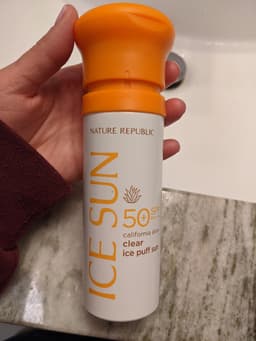 NATURE REPUBLIC
ICE SUN
50+
california aloe
clear
ice puff sun